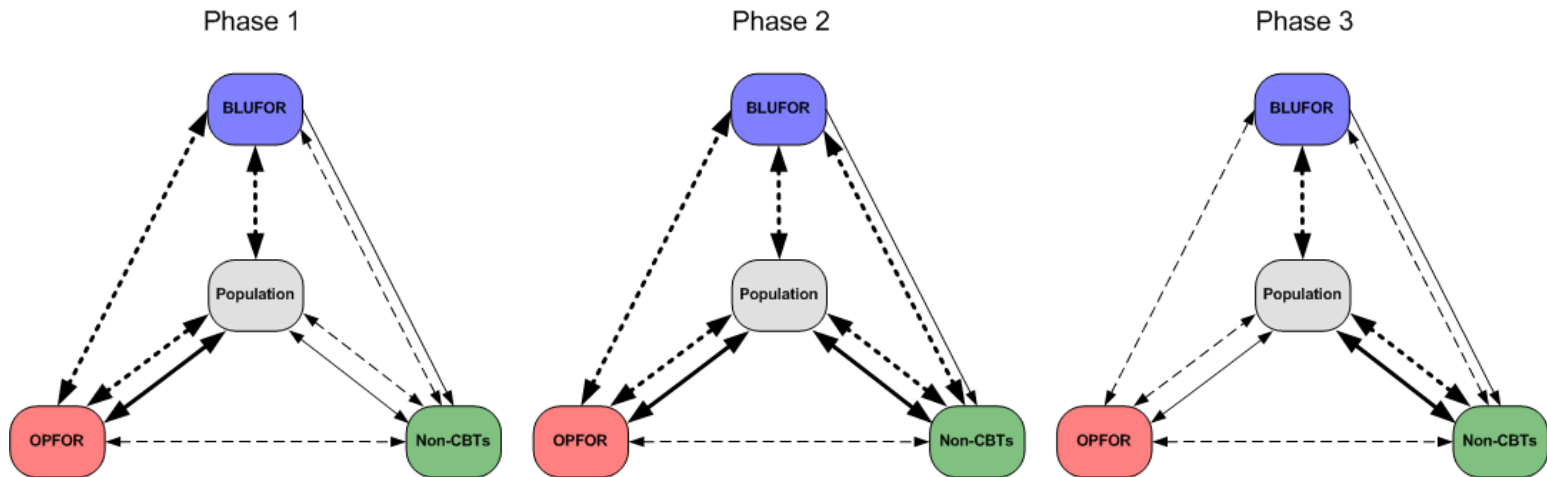 Phase 1
Phase 2
Phase 3
BLUFOR
BLUFOR
BLUFOR
Population
Population
Population
OPFOR
Non-CBTs
OPFOR
Non-CBTs
OPFOR
Non-CBTs